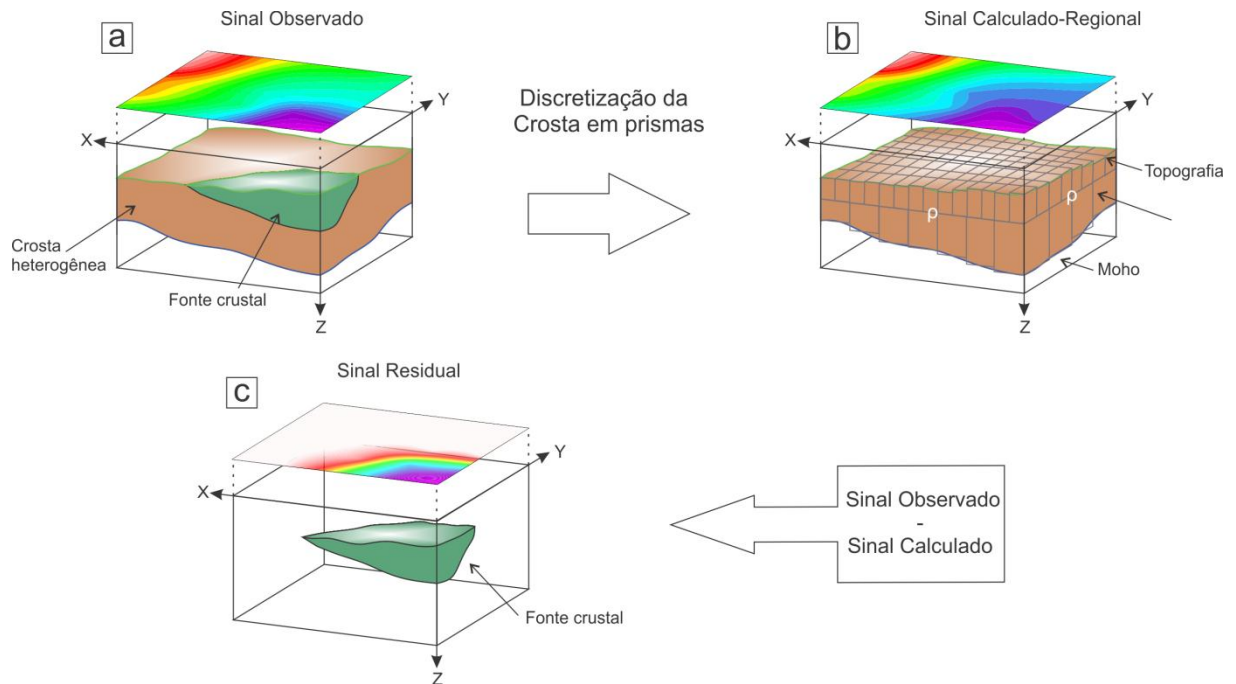 Sinal Observado
a
X
Y
Z
Crosta
heterogênea
Fonte crustal
Discretização da
Crosta em prismas
Sinal Calculado-Regional
b
X
Y
Z
Topografia
ρ
ρ
Moho
Sinal Residual
c
X
Y
Z
Fonte crustal
Sinal Observado
-
Sinal Calculado